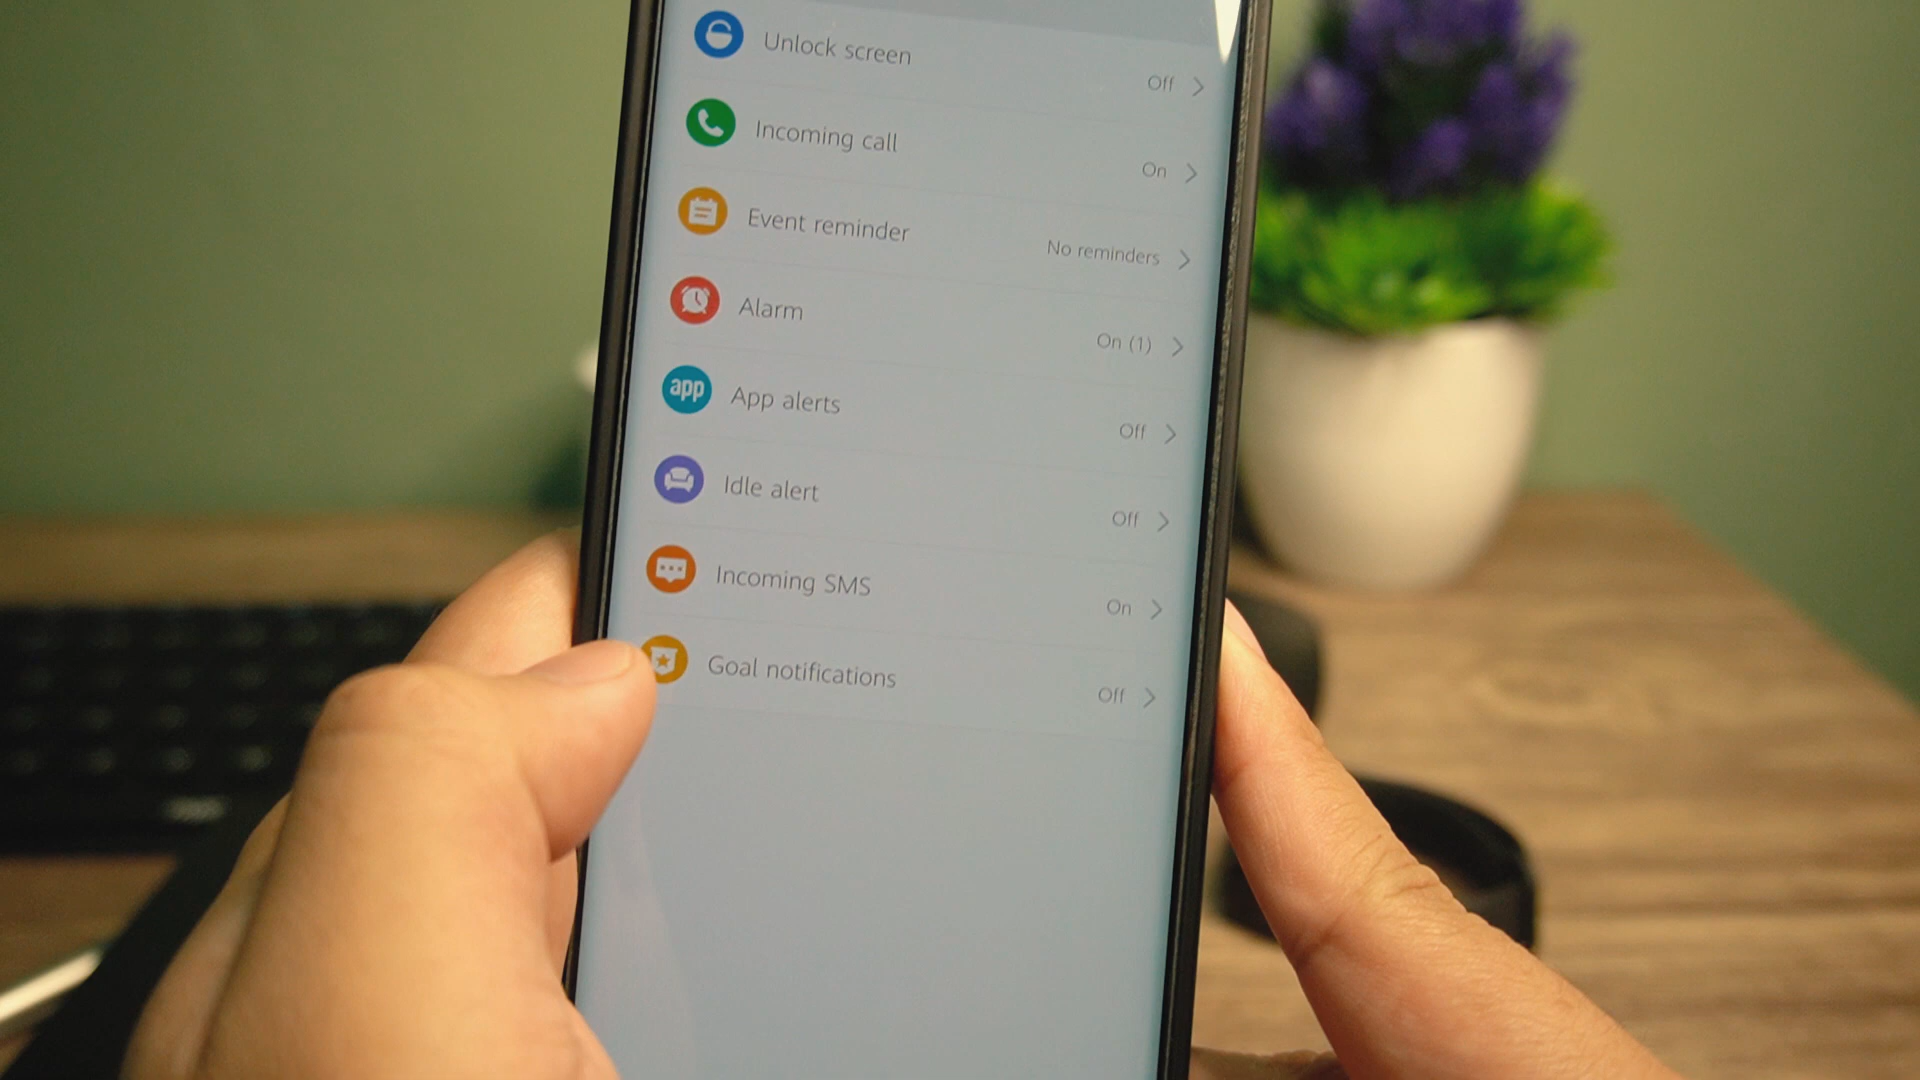 Unlock screen Off
Incoming call On
Event reminder No reminders
Alarm On (1)
app App alerts Off
Idle alert Off
Incoming SMS On
Goal notifications Off